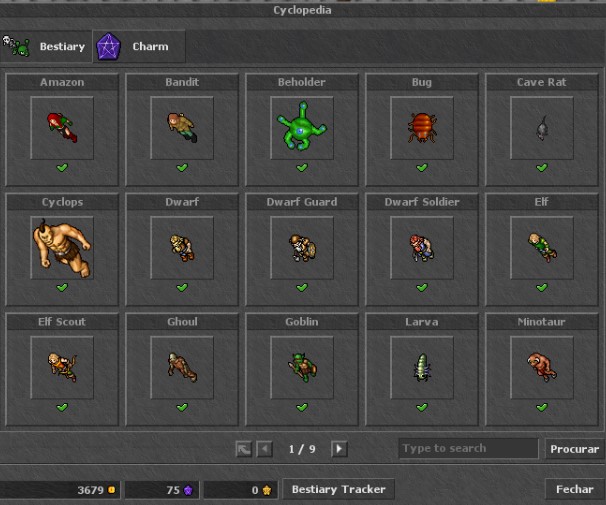 Cyclopedia
Bestiary Charm
Amazon Bandit Beholder Bug Cave Rat
Cyclops Dwarf Dwarf Guard Dwarf Soldier Elf
Elf Scout Ghoul Goblin Larva Minotaur
1 / 9 Type to search Procurar
3679 75 0 Bestiary Tracker Fechar